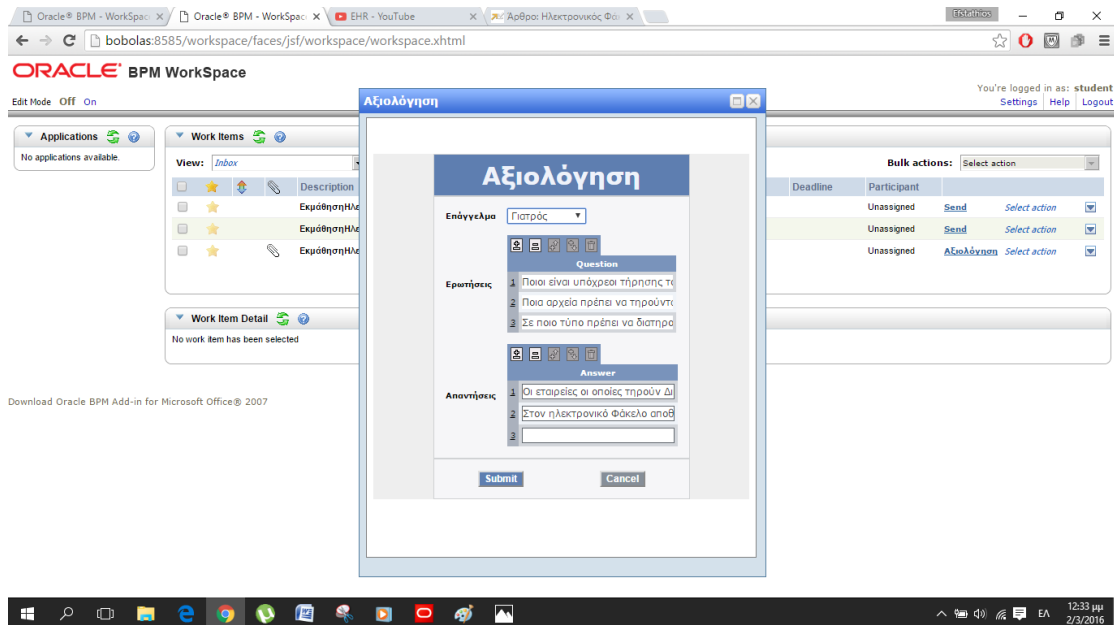 Oracle® BPM - WorkSpac
Oracle® BPM - WorkSpac
EHR - YouTube
Άρθρο: Ηλεκτρονικός Φά
Efstathios
bobolas:8585/workspace/faces/jsf/workspace/workspace.xhtml
ORACLE BPM WorkSpace
You're logged in as: student
Edit Mode Off On
Settings Help Logout
Αξιολόγηση
Applications
Work Items
No applications available.
View: Inbox
Bulk actions: Select action
Description
Deadline Participant
ΕκμάθησηΗλε
Unassigned Send Select action
ΕκμάθησηΗλε
Unassigned Send Select action
ΕκμάθησηΗλε
Unassigned Αξιολόγηση Select action
Work Item Detail
No work item has been selected
Download Oracle BPM Add-in for Microsoft Office® 2007
Αξιολόγηση
Επάγγελμα Γιατρός
Question
Ερωτήσεις
1 Ποιοι είναι υπόχρεοι τήρησης
2 Ποια αρχεία πρέπει να
3 Σε ποιο τύπο πρέπει να
Answer
Απαντήσεις
1 Οι εταιρείες οι οποίες τηρούν
2 Στον ηλεκτρονικό Φάκελο
3
Submit Cancel
ΕΛ
12:33 μμ
2/3/2016